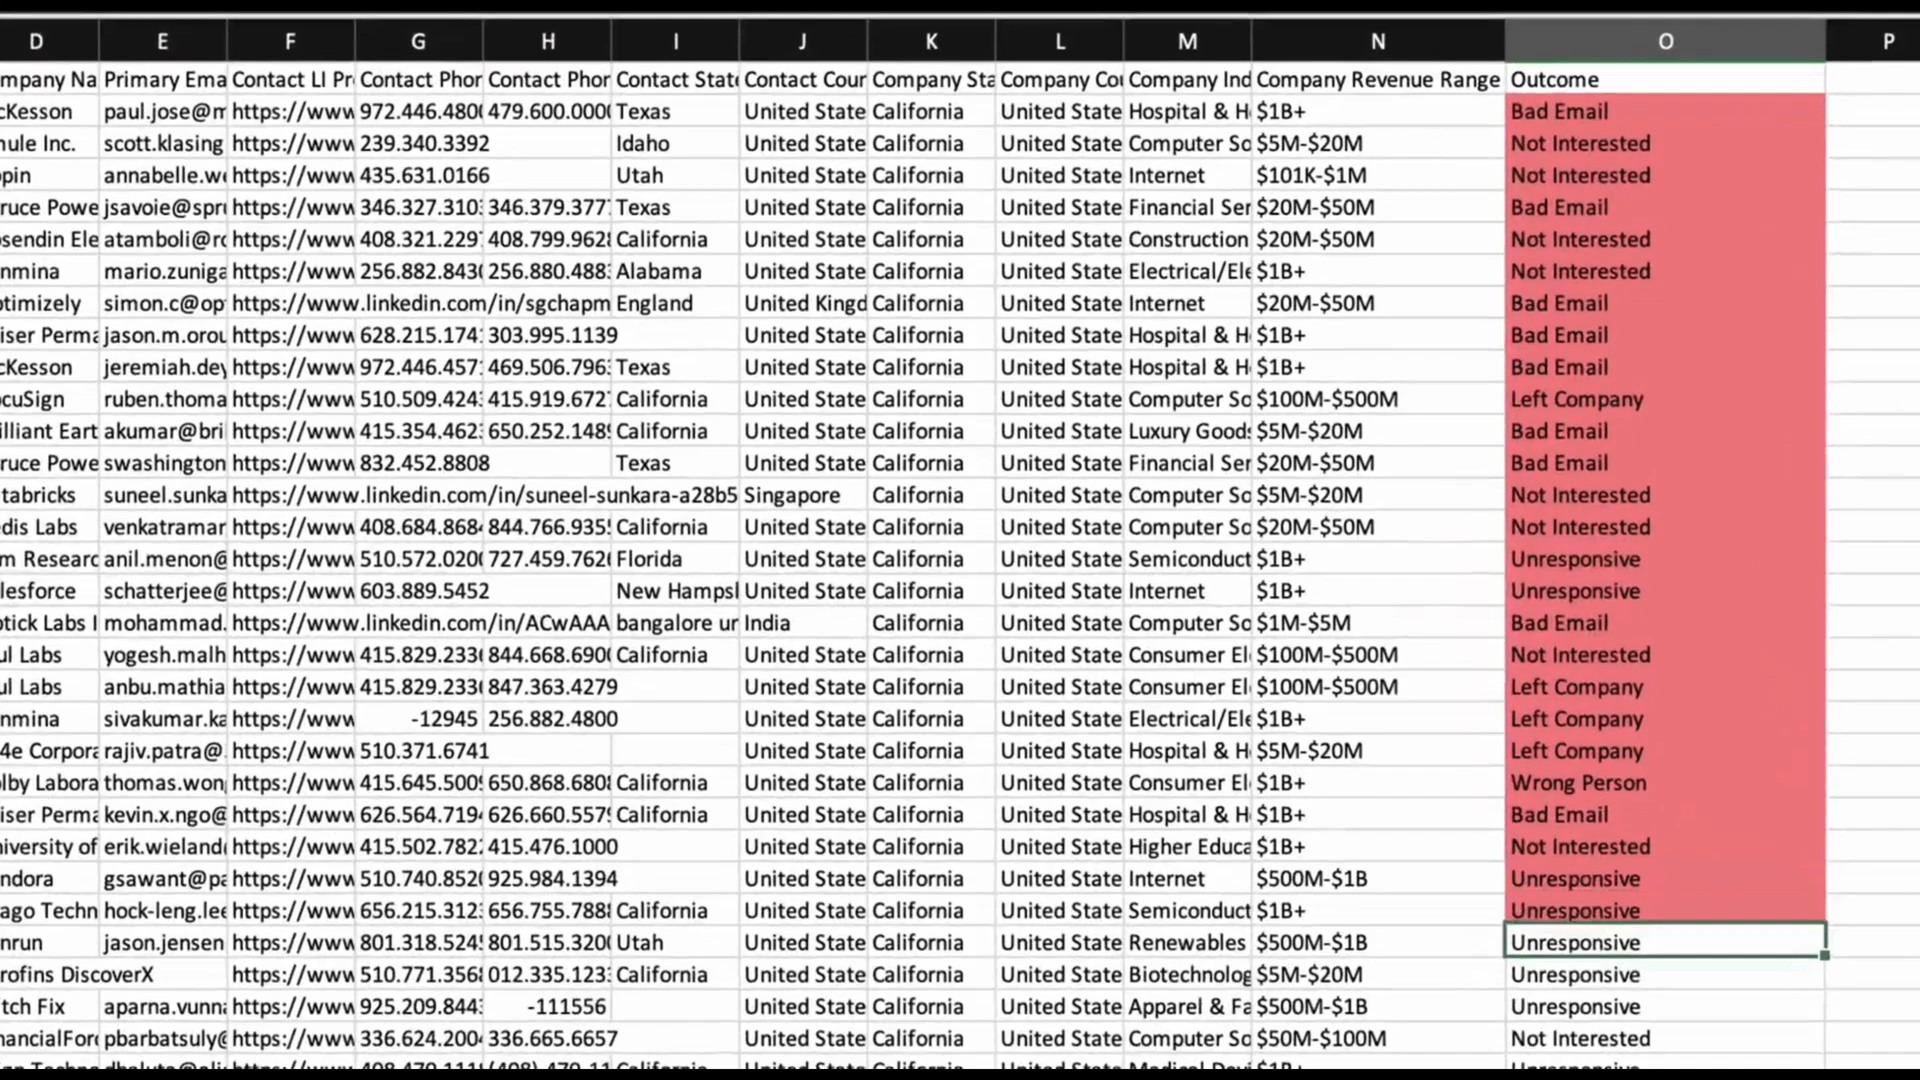 D E F G H I J K L M N O P
mpany Na Primary Ema Contact LI Pr Contact Phor Contact Phor Contact State Contact Cour Company Sta Company Cou Company Ind Company Revenue Range Outcome
cKesson paul.jose@m https://www 972.446.480 479.600.000 Texas United State California United State Hospital & H $1B+ Bad Email
nule Inc. scott.klasing https://www 239.340.3392 Idaho United State California United State Computer So $5M-$20M Not Interested
pin annabelle.w https://www 435.631.0166 Utah United State California United State Internet $101K-$1M Not Interested
ruce Powe jsavoie@spr https://www 346.327.310 346.379.377 Texas United State California United State Financial Ser $20M-$50M Bad Email
sendin Ele atamboli@ro https://www 408.321.229 408.799.962 California United State California United State Construction $20M-$50M Not Interested
nmina mario.zuniga https://www 256.882.843 256.880.488 Alabama United State California United State Electrical/Ele $1B+ Not Interested
timizely simon.c@op https://www.linkedin.com/in/sgchapm England United Kingd California United State Internet $20M-$50M Bad Email
iser Perma jason.m.orou https://www 628.215.174 303.995.1139 United State California United State Hospital & H $1B+ Bad Email
cKesson jeremiah.dey https://www 972.446.457 469.506.796 Texas United State California United State Hospital & H $1B+ Bad Email
cuSign ruben.thoma https://www 510.509.424 415.919.672 California United State California United State Computer So $100M-$500M Left Company
illiant Eart akumar@bri https://www 415.354.462 650.252.148 California United State California United State Luxury Goods $5M-$20M Bad Email
ruce Powe swashington https://www 832.452.8808 Texas United State California United State Financial Ser $20M-$50M Bad Email
tabricks suneel.sunka https://www.linkedin.com/in/suneel-sunkara-a28b5 Singapore California United State Computer So $5M-$20M Not Interested
dis Labs venkatramar https://www 408.684.868 844.766.935 California United State California United State Computer So $20M-$50M Not Interested
m Researc anil.menon@ https://www 510.572.020 727.459.762 Florida United State California United State Semiconduct $1B+ Unresponsive
lesforce schatterjee@ https://www 603.889.5452 New Hampsl United State California United State Internet $1B+ Unresponsive
tick Labs I mohammad. https://www.linkedin.com/in/ACwAAA bangalore ur India California United State Computer So $1M-$5M Bad Email
ul Labs yogesh.malh https://www 415.829.233 844.668.690 California United State California United State Consumer El $100M-$500M Not Interested
ul Labs anbu.mathia https://www 415.829.233 847.363.4279 United State California United State Consumer El $100M-$500M Left Company
nmina sivakumar.ka https://www -12945 256.882.4800 United State California United State Electrical/Ele $1B+ Left Company
4e Corpora rajiv.patra@ https://www 510.371.6741 United State California United State Hospital & H $5M-$20M Left Company
lby Labora thomas.won https://www 415.645.500 650.868.680 California United State California United State Consumer El $1B+ Wrong Person
iser Perma kevin.x.ngo@ https://www 626.564.719 626.660.557 California United State California United State Hospital & H $1B+ Bad Email
iversity of erik.wieland https://www 415.502.782 415.476.1000 United State California United State Higher Educa $1B+ Not Interested
ndora gsawant@pa https://www 510.740.852 925.984.1394 United State California United State Internet $500M-$1B Unresponsive
ago Techn hock-leng.lee https://www 656.215.312 656.755.788 California United State California United State Semiconduct $1B+ Unresponsive
nrun jason.jensen https://www 801.318.524 801.515.320 Utah United State California United State Renewables $500M-$1B Unresponsive
rofins DiscoverX https://www 510.771.356 012.335.123 California United State California United State Biotechnolog $5M-$20M Unresponsive
tch Fix aparna.vunna https://www 925.209.844 -111556 United State California United State Apparel & Fa $500M-$1B Unresponsive
nancialForc pbarbatsuly@ https://www 336.624.200 336.665.6657 United State California United State Computer So $50M-$100M Not Interested